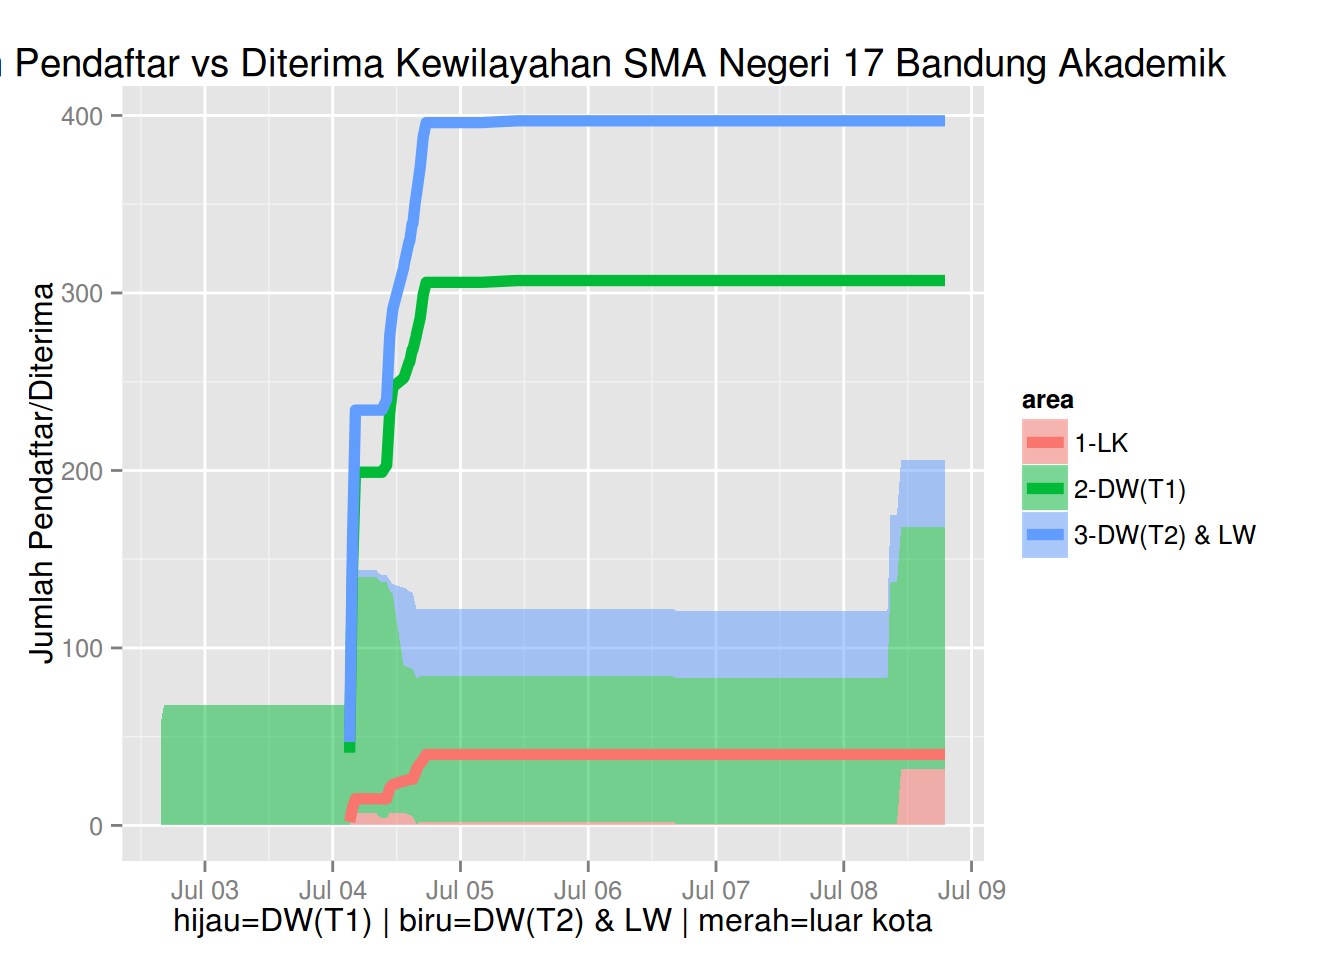 Pendaftar vs Diterima Kewilayahan SMA Negeri 17 Bandung Akademik
Jumlah Pendaftar/Diterima
400
300
200
100
0
Jul 03
Jul 04
Jul 05
Jul 06
Jul 07
Jul 08
Jul 09
hijau=DW(T1) | biru=DW(T2) & LW | merah=luar kota
area
1-LK
2-DW(T1)
3-DW(T2) & LW